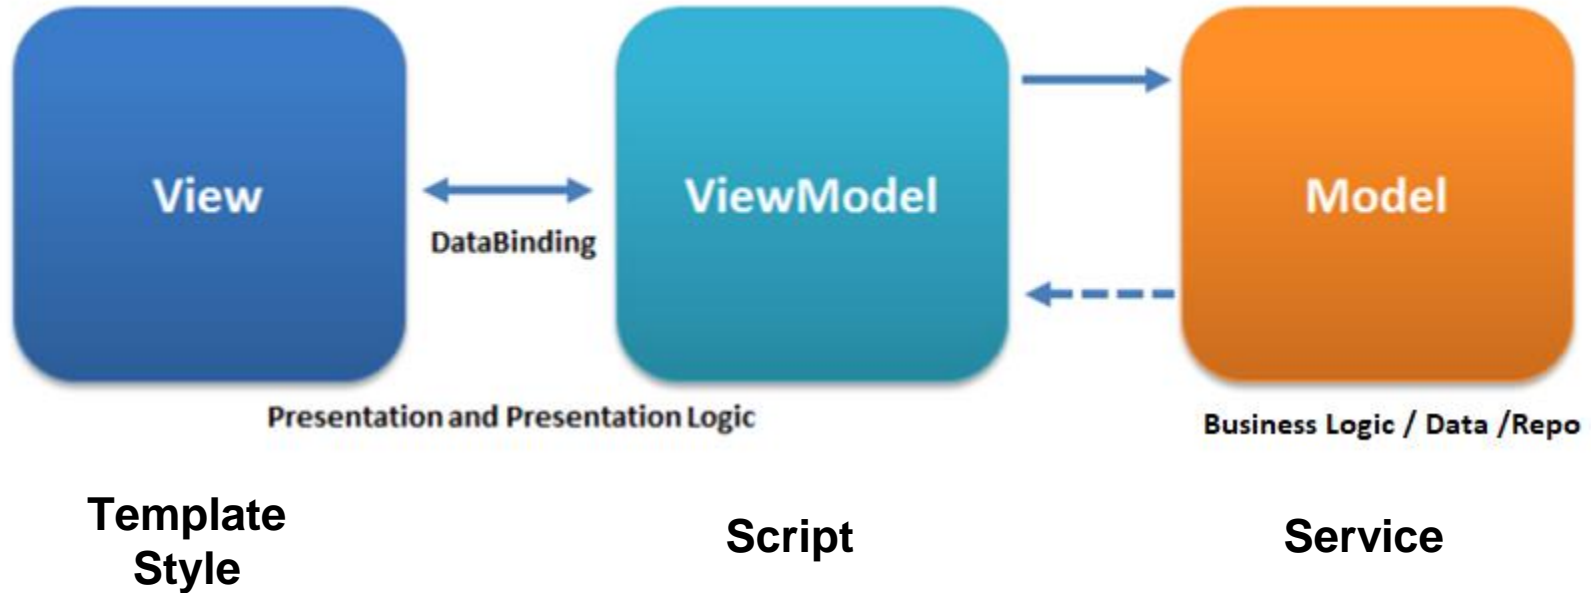 View
ViewModel
Model
DataBinding
Presentation and Presentation Logic
Business Logic / Data /Repo
Template
Style
Script
Service